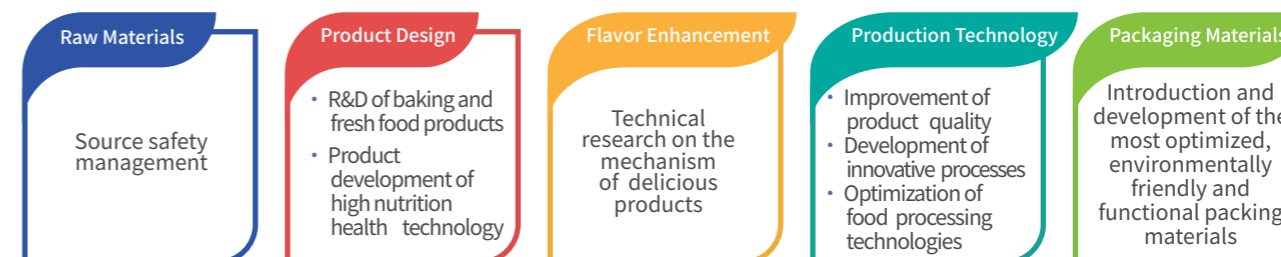 Raw Materials
Source safety
management
Product Design
• R&D of baking and
fresh food products
• Product
development of
high nutrition
health technology
Flavor Enhancement
Technical
research on the
mechanism
of delicious
products
Production Technology
• Improvement of
product quality
• Development of
innovative processes
• Optimization of
food processing
technologies
Packaging Materials
Introduction and
development of the
most optimized,
environmentally
friendly and
functional packing
materials